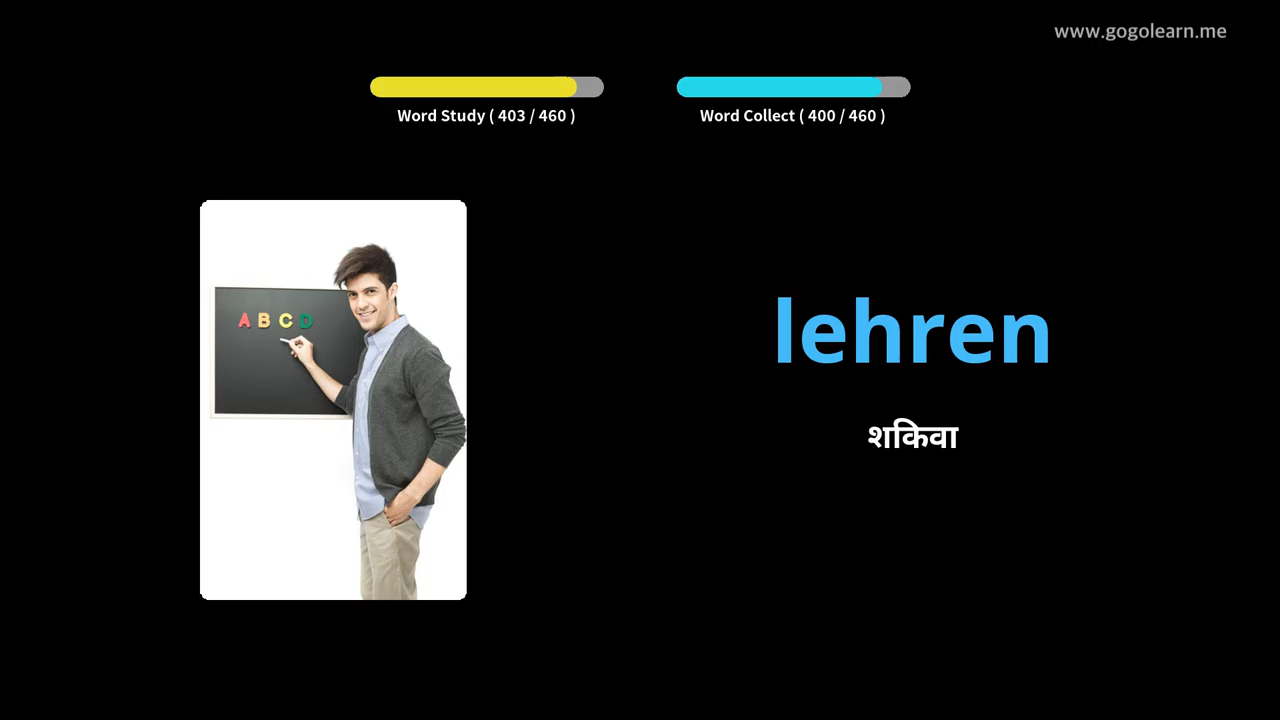 www.gogolearn.me
Word Study ( 403 / 460 )
Word Collect ( 400 / 460 )
A B C D
lehren
शकिवा